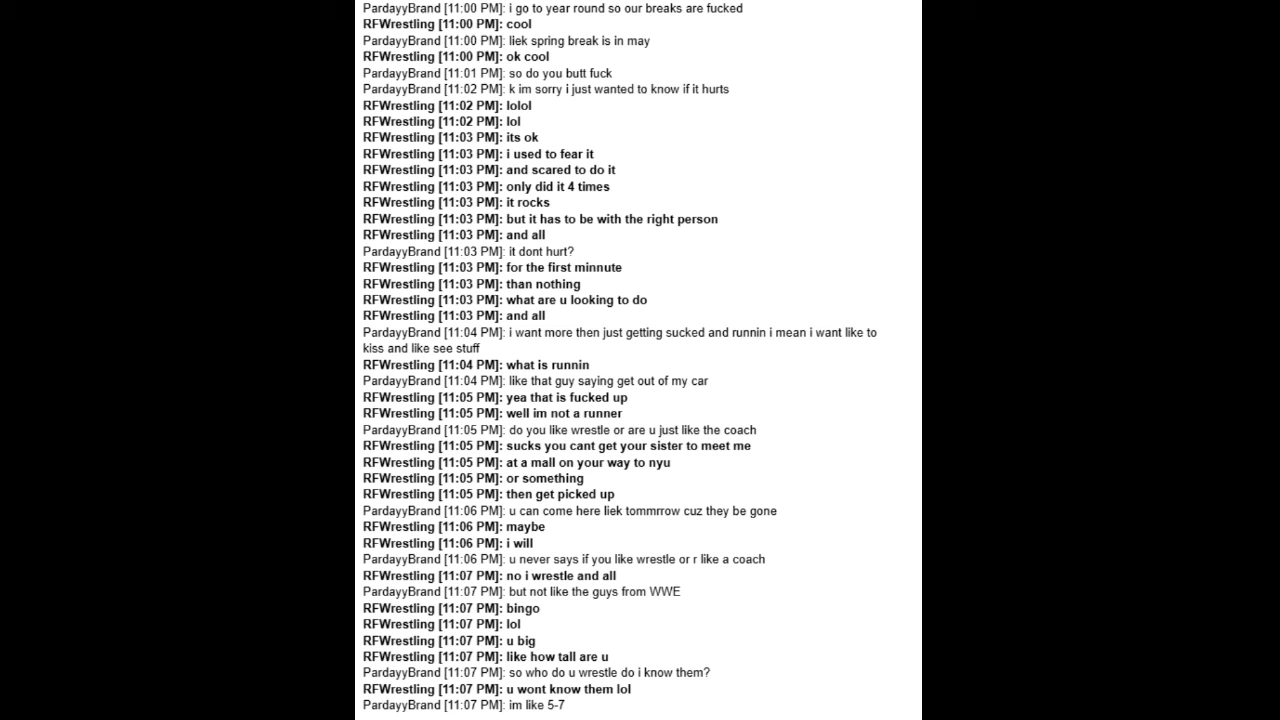 PardayyBrand [11:00 PM]: i go to year round so our breaks are fucked
RFWrestling [11:00 PM]: cool
PardayyBrand [11:00 PM]: liek spring break is in may
RFWrestling [11:00 PM]: ok cool
PardayyBrand [11:01 PM]: so do you butt fuck
PardayyBrand [11:02 PM]: k im sorry i just wanted to know if it hurts
RFWrestling [11:02 PM]: lolol
RFWrestling [11:02 PM]: lol
RFWrestling [11:03 PM]: its ok
RFWrestling [11:03 PM]: i used to fear it
RFWrestling [11:03 PM]: and scared to do it
RFWrestling [11:03 PM]: only did it 4 times
RFWrestling [11:03 PM]: it rocks
RFWrestling [11:03 PM]: but it has to be with the right person
RFWrestling [11:03 PM]: and all
PardayyBrand [11:03 PM]: it dont hurt?
RFWrestling [11:03 PM]: for the first minnute
RFWrestling [11:03 PM]: than nothing
RFWrestling [11:03 PM]: what are u looking to do
RFWrestling [11:03 PM]: and all
PardayyBrand [11:04 PM]: i want more then just getting sucked and runnin i mean i want like to
kiss and like see stuff
RFWrestling [11:04 PM]: what is runnin
PardayyBrand [11:04 PM]: like that guy saying get out of my car
RFWrestling [11:05 PM]: yea that is fucked up
RFWrestling [11:05 PM]: well im not a runner
PardayyBrand [11:05 PM]: do you like wrestle or are u just like the coach
RFWrestling [11:05 PM]: sucks you cant get your sister to meet me
RFWrestling [11:05 PM]: at a mall on your way to nyu
RFWrestling [11:05 PM]: or something
RFWrestling [11:05 PM]: then get picked up
PardayyBrand [11:06 PM]: u can come here liek tommrrow cuz they be gone
RFWrestling [11:06 PM]: maybe
RFWrestling [11:06 PM]: i will
PardayyBrand [11:06 PM]: u never says if you like wrestle or r like a coach
RFWrestling [11:07 PM]: no i wrestle and all
PardayyBrand [11:07 PM]: but not like the guys from WWE
RFWrestling [11:07 PM]: bingo
RFWrestling [11:07 PM]: lol
RFWrestling [11:07 PM]: u big
RFWrestling [11:07 PM]: like how tall are u
PardayyBrand [11:07 PM]: so who do u wrestle do i know them?
RFWrestling [11:07 PM]: u wont know them lol
PardayyBrand [11:07 PM]: im like 5-7